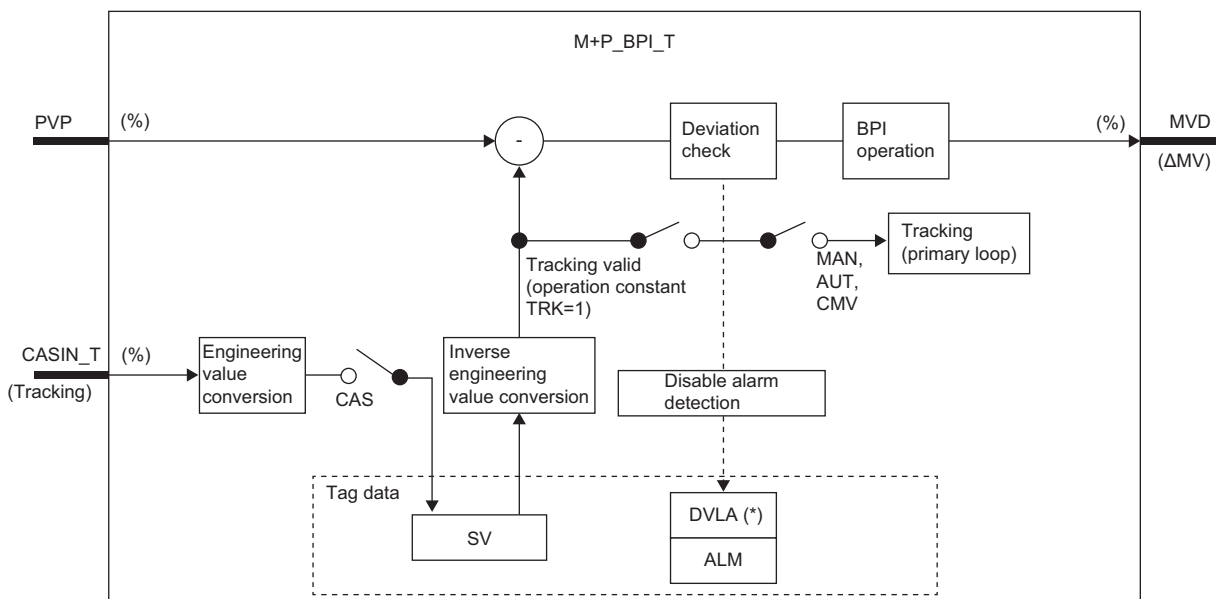 M+P_BPI_T
PVP
(%)
-
Deviation
check
BPI
operation
(%)
MVD
(ΔMV)
Tracking valid
(operation constant
TRK=1)
MAN,
AUT,
CMV
Tracking
(primary loop)
CASIN_T
(Tracking)
(%)
Engineering
value
conversion
CAS
Inverse
engineering
value conversion
Disable alarm
detection
Tag data
SV
DVLA (*)
ALM